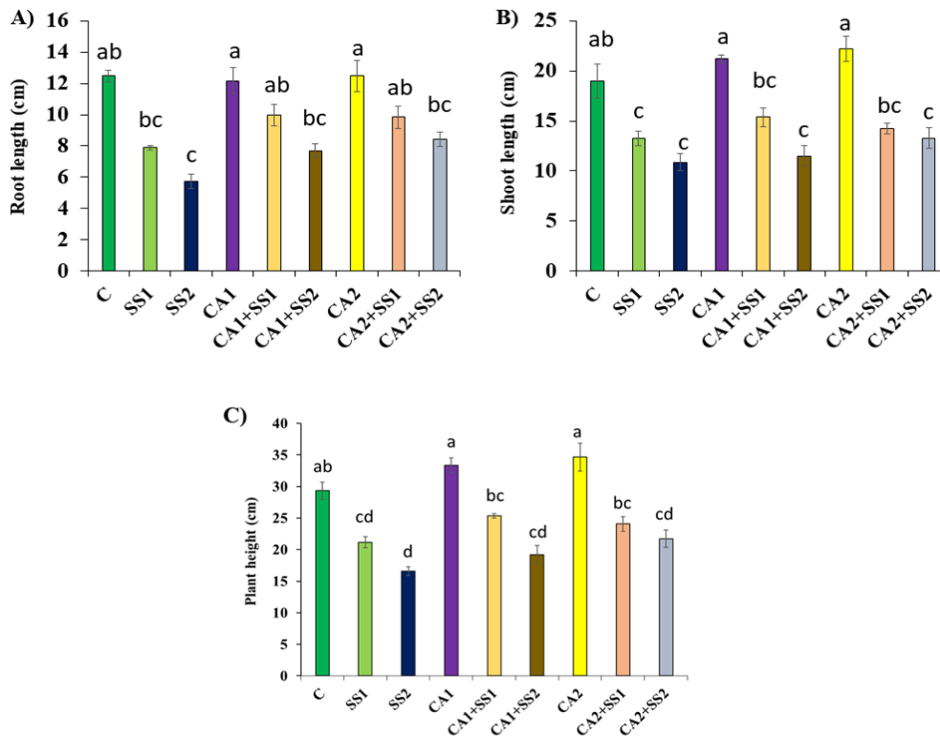 A)
Root length (cm)
16
14
12
10
8
6
4
2
0
ab
bc
c
a
ab
bc
a
ab
bc
C
SS1
SS2
CA1
CA1+SS1
CA1+SS2
CA2
CA2+SS1
CA2+SS2
B)
Shoot length (cm)
25
20
15
10
5
0
ab
c
c
a
bc
c
a
bc
c
C
SS1
SS2
CA1
CA1+SS1
CA1+SS2
CA2
CA2+SS1
CA2+SS2
C)
Plant height (cm)
40
35
30
25
20
15
10
5
0
ab
cd
d
a
bc
cd
a
bc
cd
C
SS1
SS2
CA1
CA1+SS1
CA1+SS2
CA2
CA2+SS1
CA2+SS2